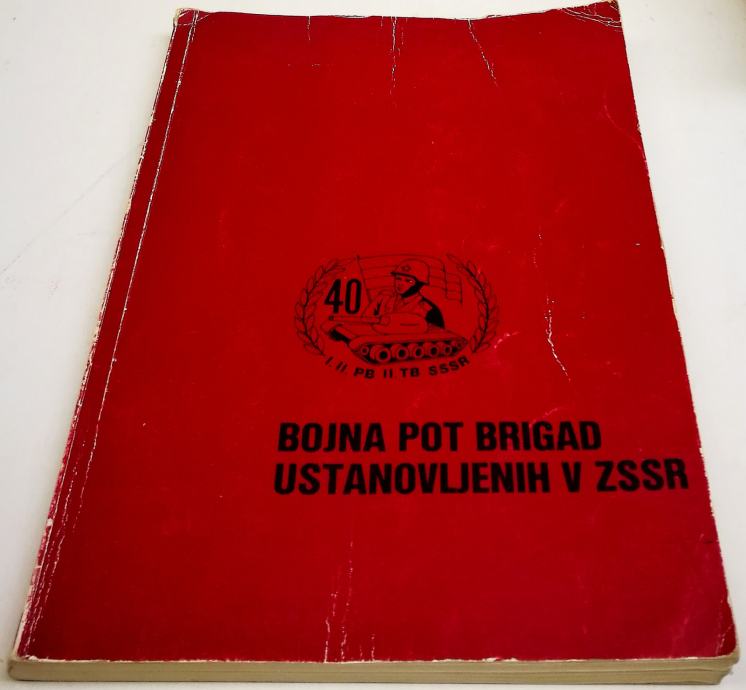 40
I. II. PB II TB SSSR
BOJNA POT BRIGAD
USTANOVLJENIH V ZSSR